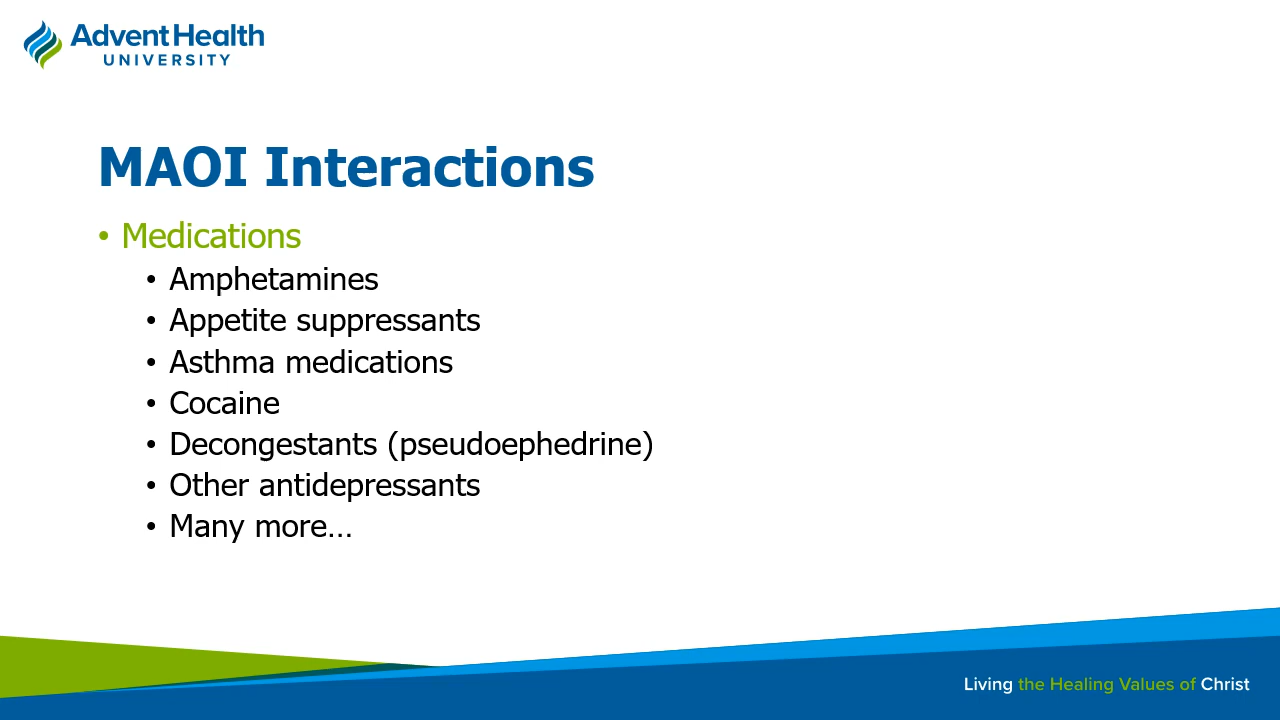 AdventHealth
UNIVERSITY
MAOI Interactions
• Medications
• Amphetamines
• Appetite suppressants
• Asthma medications
• Cocaine
• Decongestants (pseudoephedrine)
• Other antidepressants
• Many more…
Living the Healing Values of Christ